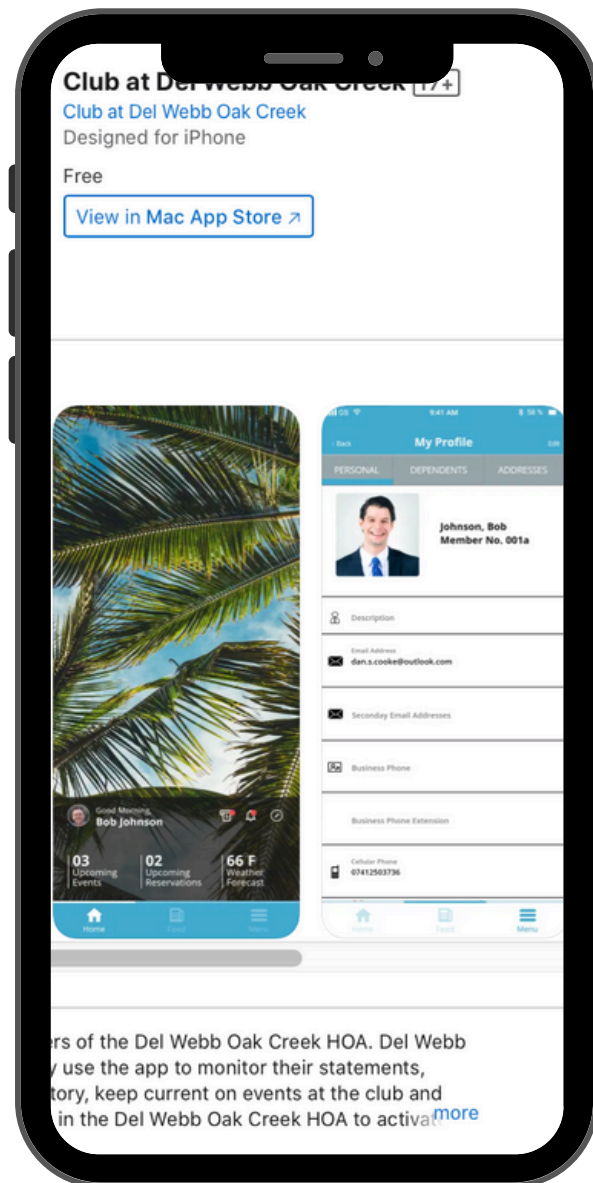 Club at Del Webb Oak Creek 17+
Club at Del Webb Oak Creek
Designed for iPhone
Free
View in Mac App Store ↗
Good Morning,
Bob Johnson
03
Upcoming
Events
02
Upcoming
Reservations
66 F
Weather
Forecast
Home
Feed
Menu
GS 9:41 AM 38 %
Back My Profile Edit
PERSONAL DEPENDENTS ADDRESSES
Johnson, Bob
Member No. 001a
Description
Email Address
dan.s.cooke@outlook.com
Seconday Email Addresses
Business Phone
Business Phone Extension
Cellular Phone
07412503736
Home
Feed
Menu
ers of the Del Webb Oak Creek HOA. Del Webb
y use the app to monitor their statements,
tory, keep current on events at the club and
in the Del Webb Oak Creek HOA to activat
more